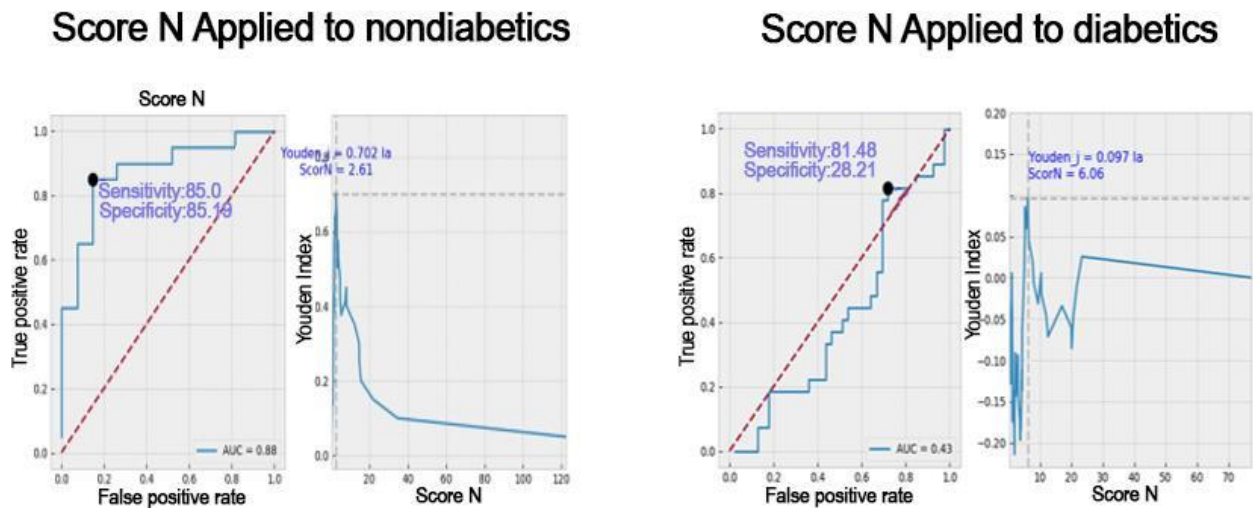 Score N Applied to nondiabetics
Score N
True positive rate
1.0
0.8
0.6
0.4
0.2
0.0
Sensitivity:85.0
Specificity:85.19
AUC = 0.88
0.0 0.2 0.4 0.6 0.8 1.0
False positive rate
Youden Index
0.8
0.6
0.4
0.2
0.0
Youden_j = 0.702 la
ScorN = 2.61
20 40 60 80 100 120
Score N
Score N Applied to diabetics
True positive rate
1.0
0.8
0.6
0.4
0.2
0.0
Sensitivity:81.48
Specificity:28.21
AUC = 0.43
0.0 0.2 0.4 0.6 0.8 1.0
False positive rate
Youden Index
0.20
0.15
0.05
0.00
−0.05
−0.10
−0.15
−0.20
Youden_j = 0.097 la
ScorN = 6.06
10 20 30 40 50 60 70
Score N